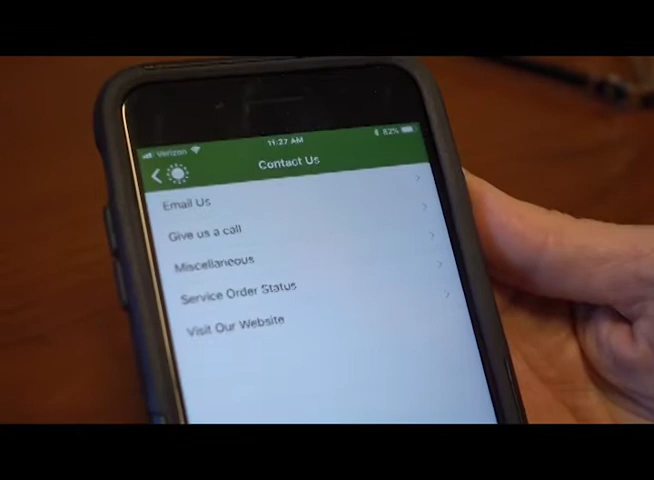 Verizon 11:27 AM 82%
Contact Us
Email Us
Give us a call
Miscellaneous
Service Order Status
Visit Our Website